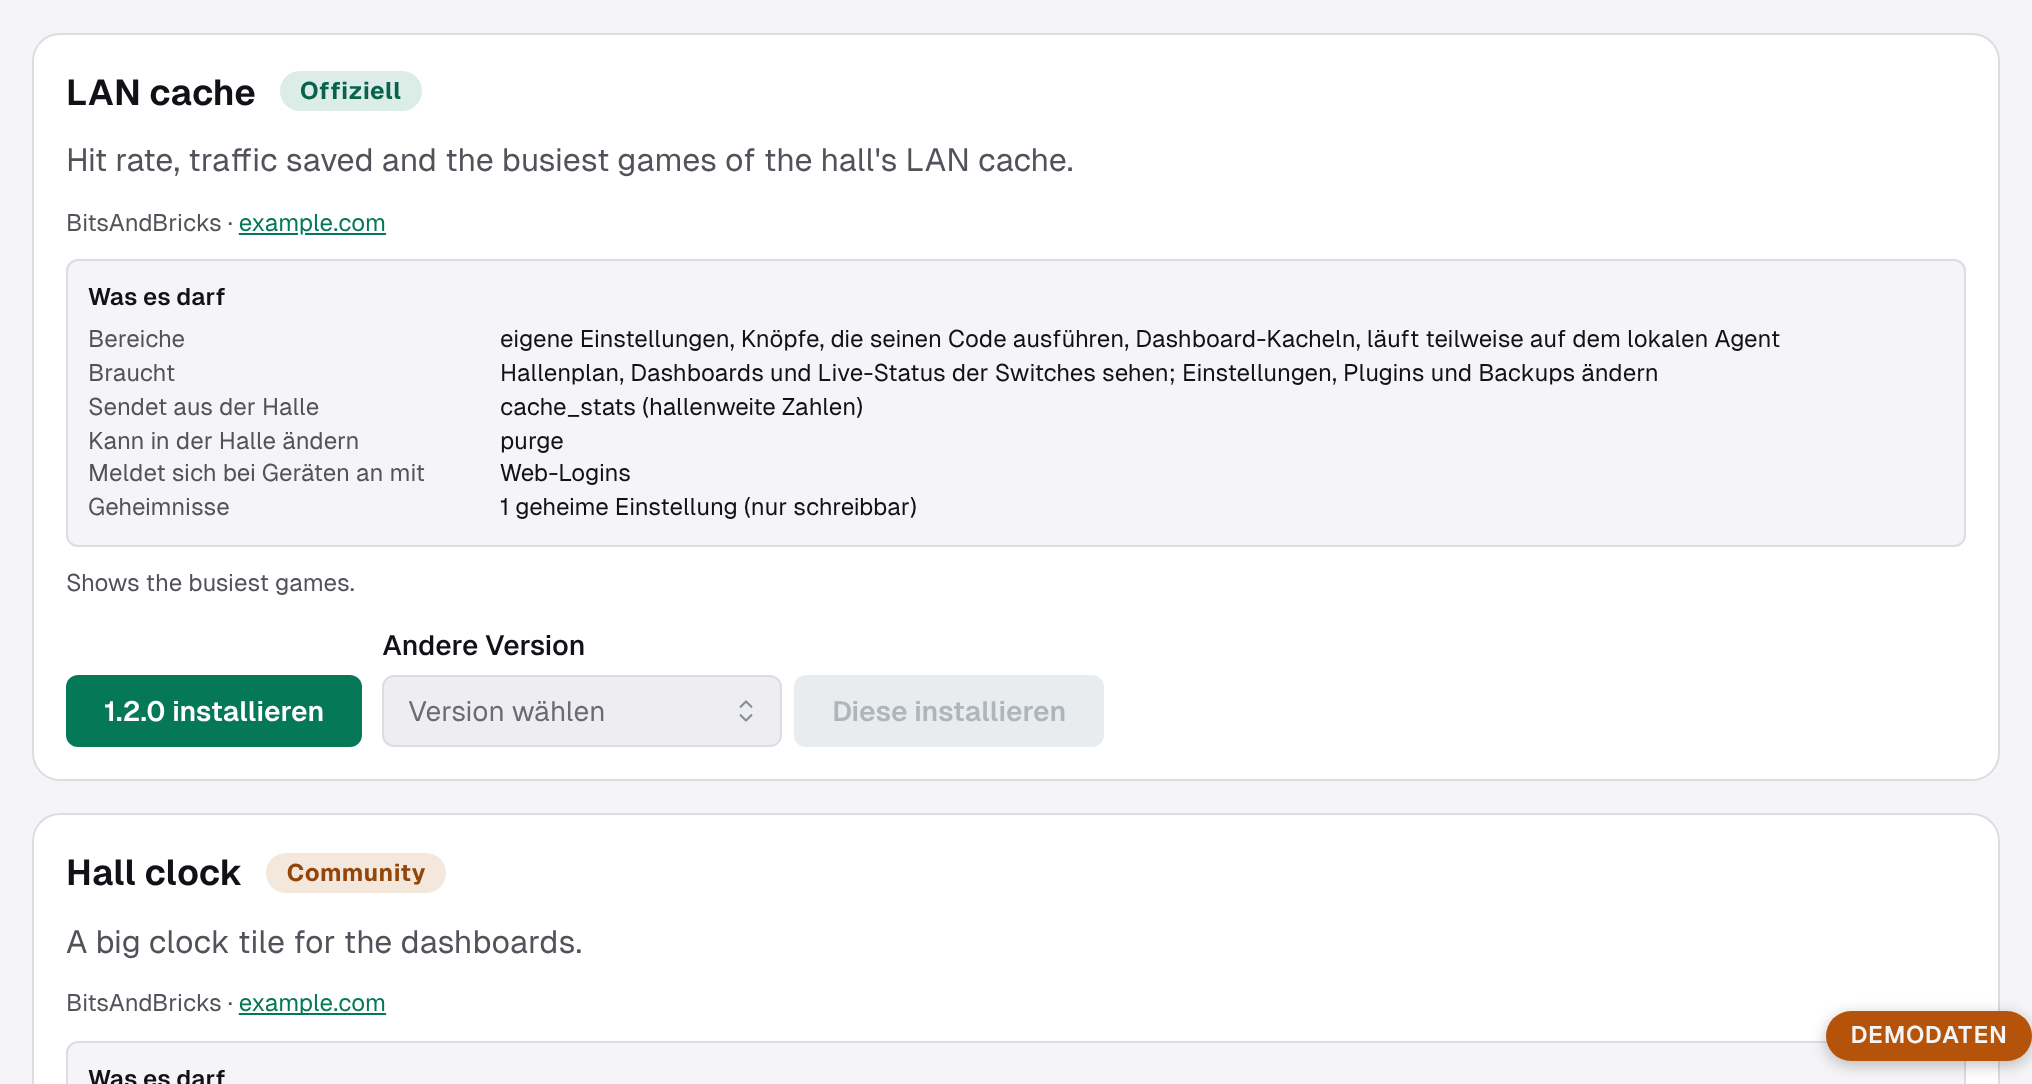 LAN cache Offiziell
Hit rate, traffic saved and the busiest games of the hall's LAN cache.
BitsAndBricks · example.com
Was es darf
Bereiche eigene Einstellungen, Knöpfe, die seinen Code ausführen, Dashboard-Kacheln, läuft teilweise auf dem lokalen Agent
Braucht Hallenplan, Dashboards und Live-Status der Switches sehen; Einstellungen, Plugins und Backups ändern
Sendet aus der Halle cache_stats (hallenweite Zahlen)
Kann in der Halle ändern purge
Meldet sich bei Geräten an mit Web-Logins
Geheimnisse 1 geheime Einstellung (nur schreibbar)
Shows the busiest games.
Andere Version
1.2.0 installieren Version wählen Diese installieren
Hall clock Community
A big clock tile for the dashboards.
BitsAndBricks · example.com
DEMODATEN
Was es darf